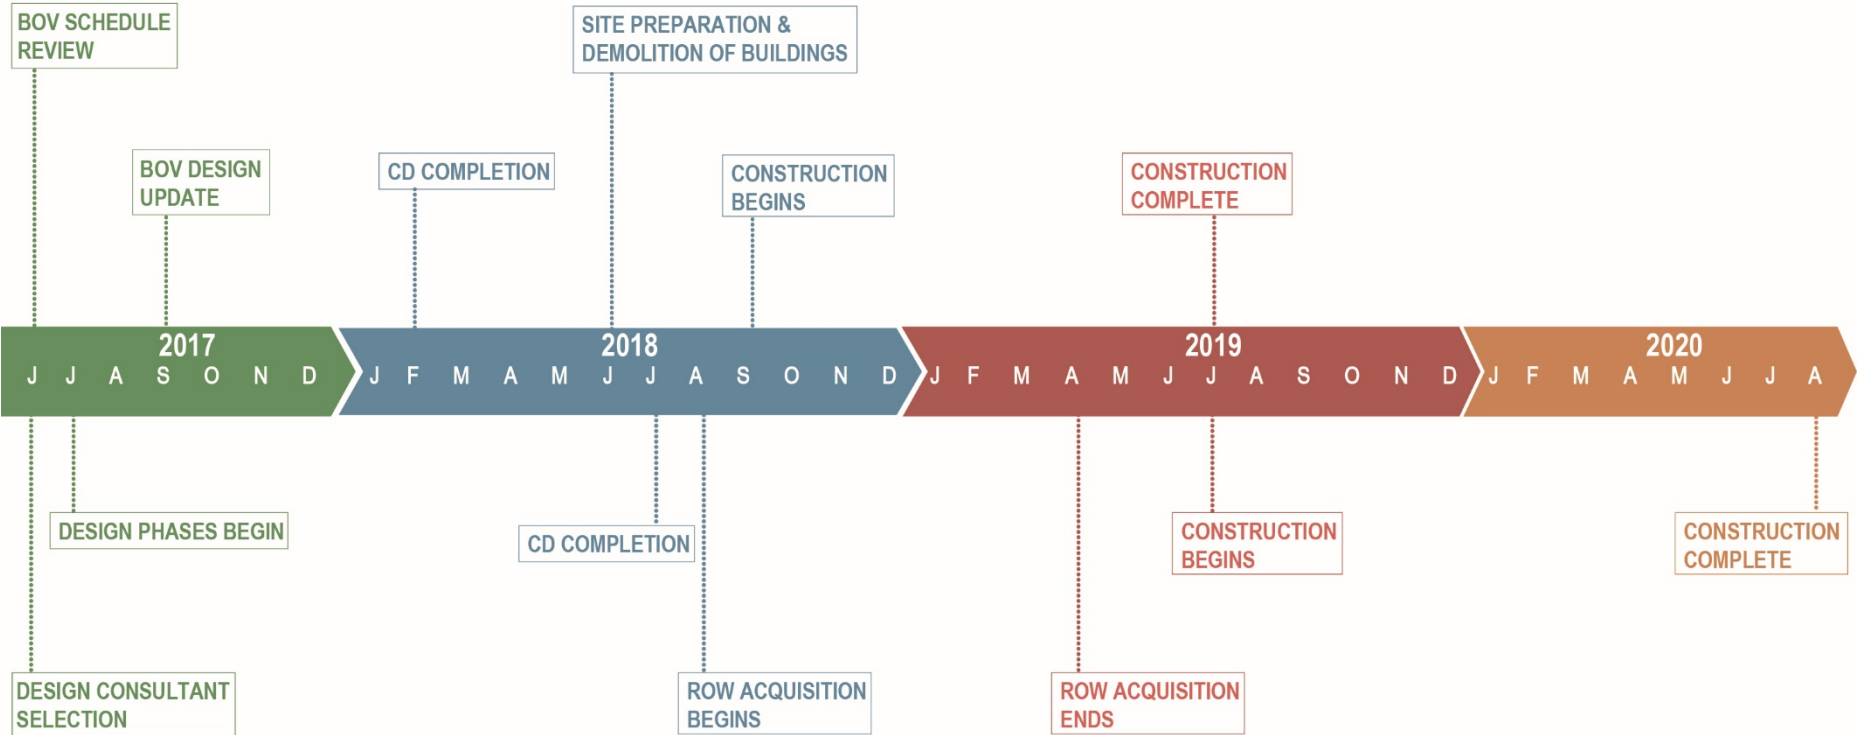 BOV SCHEDULE
REVIEW
SITE PREPARATION &
DEMOLITION OF BUILDINGS
BOV DESIGN
UPDATE
CD COMPLETION
CONSTRUCTION
BEGINS
CONSTRUCTION
COMPLETE
2017
J J A S O N D
2018
J F M A M J J A S O N D
2019
J F M A M J J A S O N D
2020
J F M A M J J A
DESIGN PHASES BEGIN
CD COMPLETION
CONSTRUCTION
BEGINS
CONSTRUCTION
COMPLETE
DESIGN CONSULTANT
SELECTION
ROW ACQUISITION
BEGINS
ROW ACQUISITION
ENDS